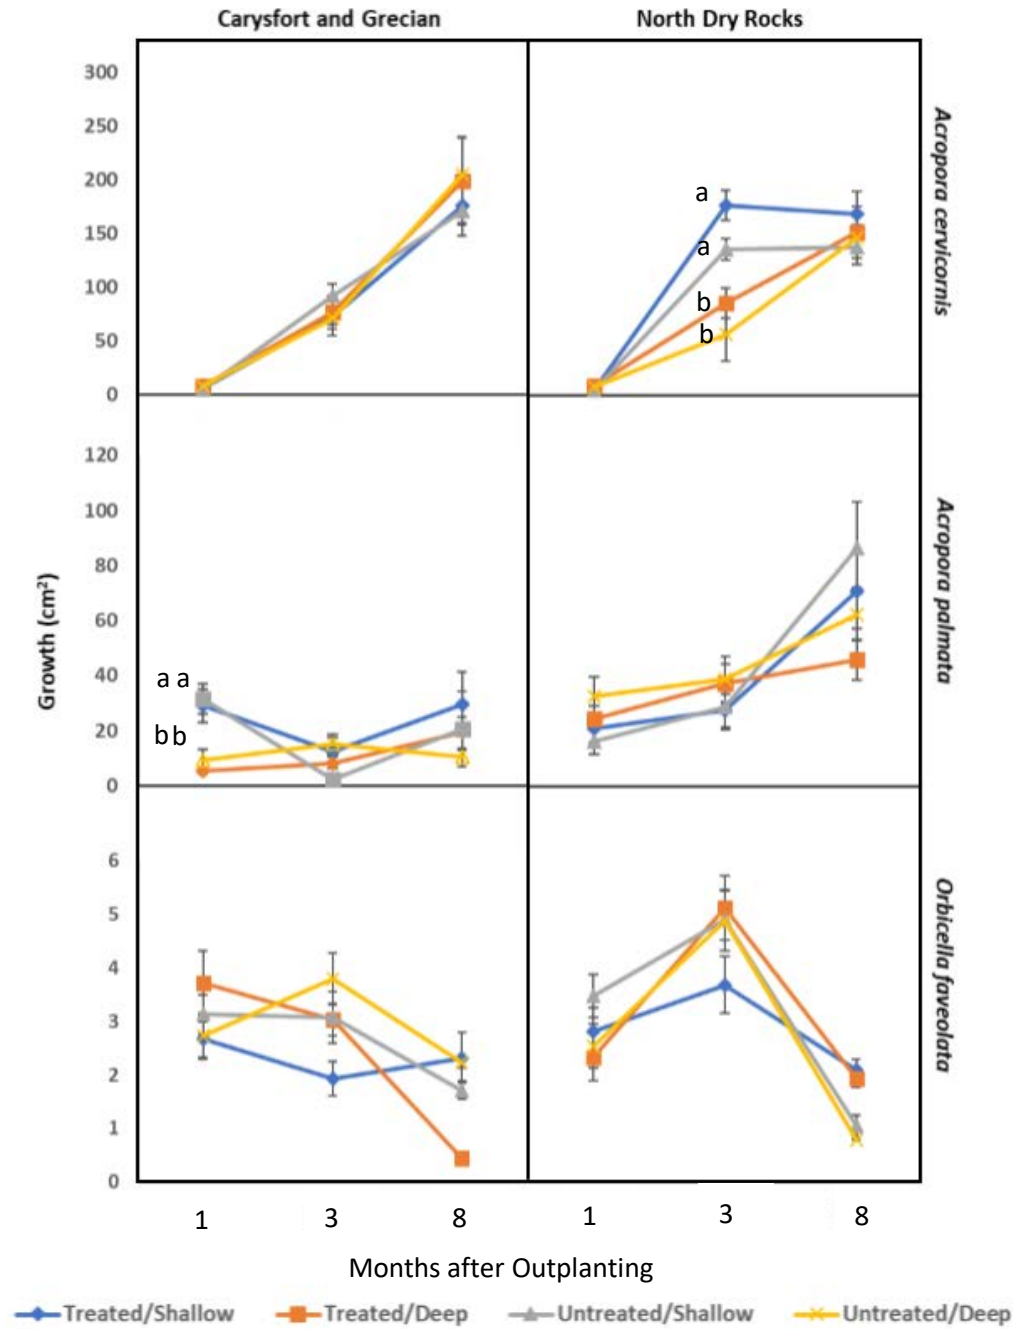 Carysfort and Grecian
North Dry Rocks
300
250
200
150
100
50
0
a
a
b
b
Acropora cervicornis
120
100
80
60
40
20
0
a a
bb
Acropora palmata
Growth (cm²)
6
5
4
3
2
1
0
Orbicella faveolata
1 3 8 1 3 8
Months after Outplanting
Treated/Shallow Treated/Deep Untreated/Shallow Untreated/Deep